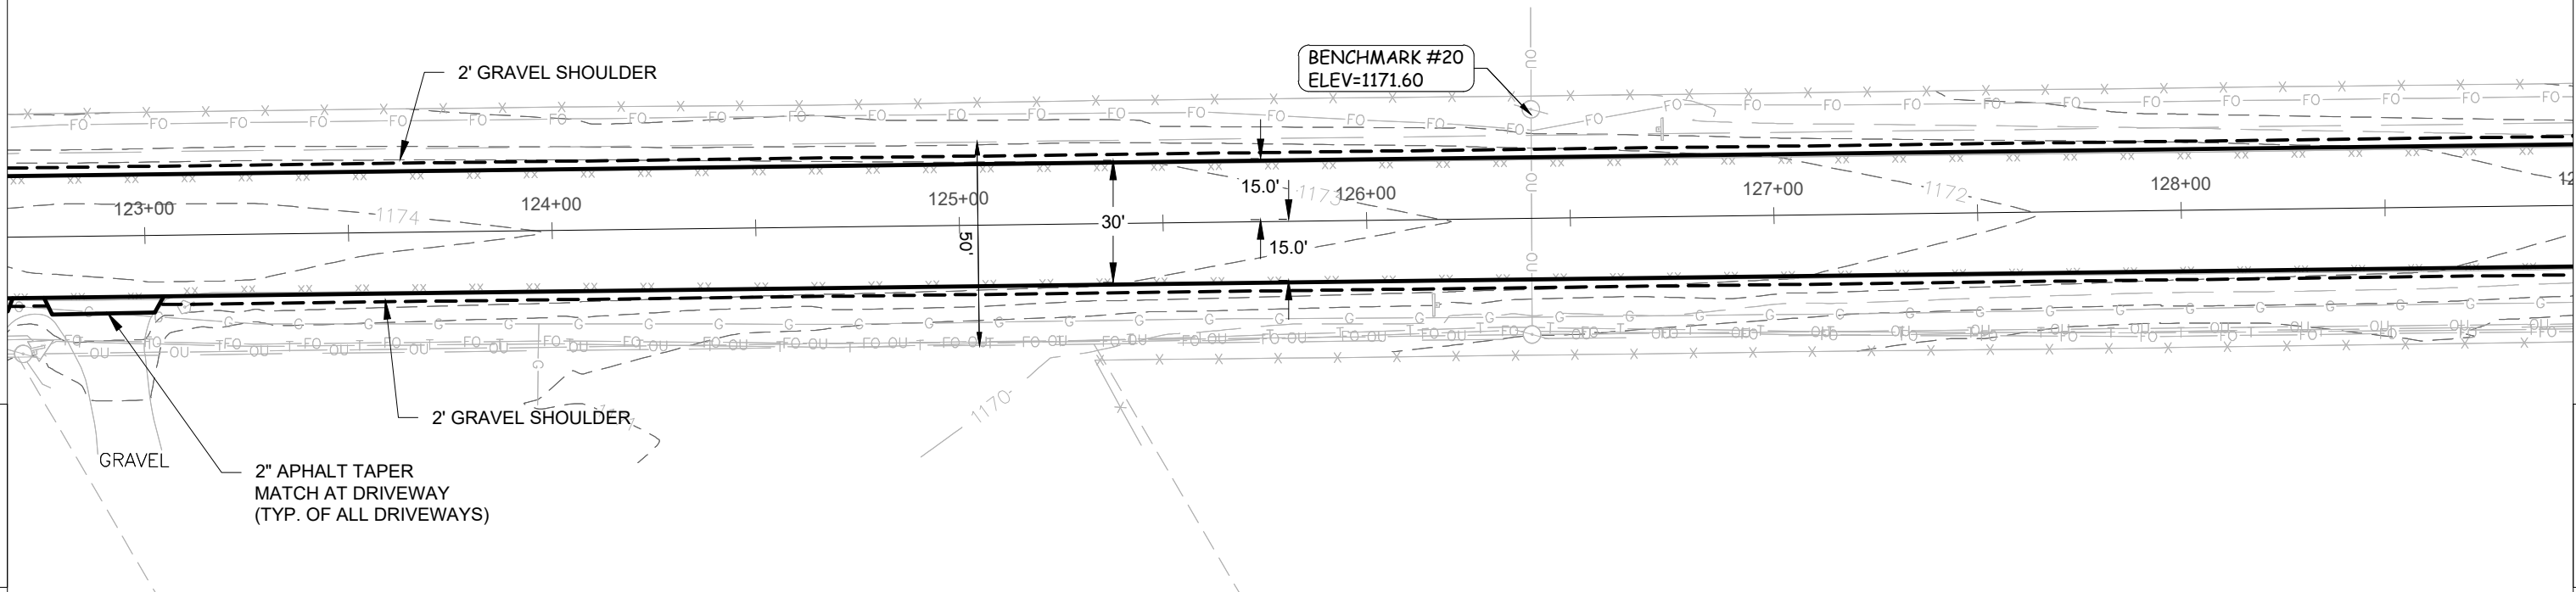 2' GRAVEL SHOULDER
BENCHMARK #20
ELEV=1171.60
123+00
1174
124+00
125+00
50'
30'
15.0'
15.0'
1173
126+00
127+00
1172
128+00
12
2' GRAVEL SHOULDER
1170
GRAVEL
2" APHALT TAPER
MATCH AT DRIVEWAY
(TYP. OF ALL DRIVEWAYS)